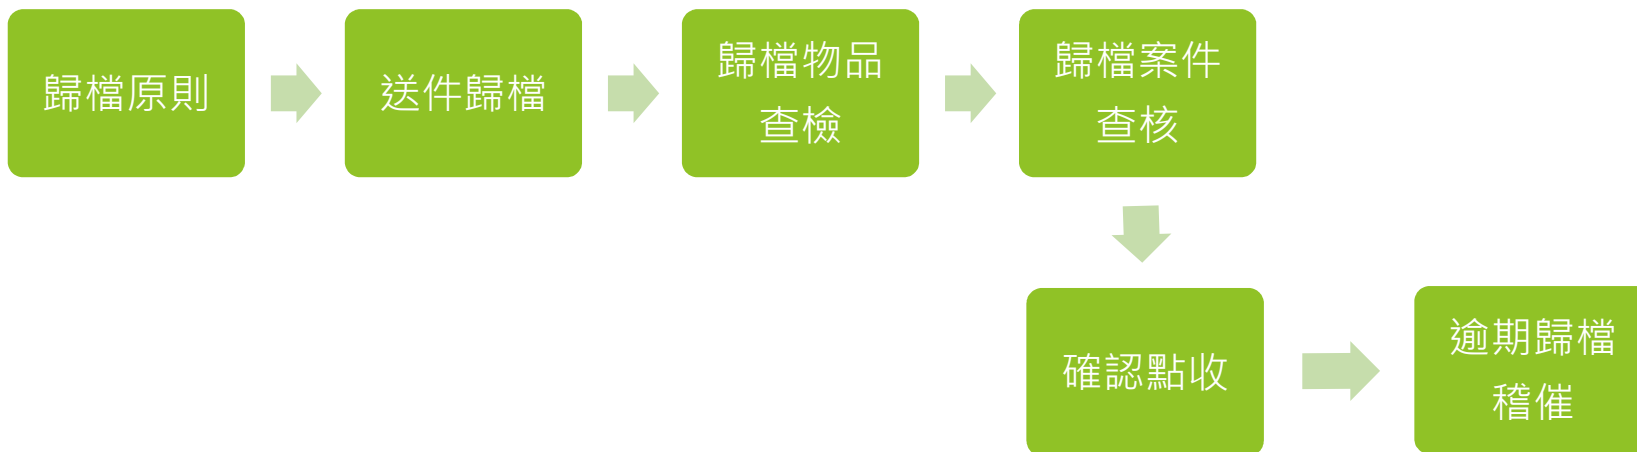 歸檔原則
送件歸檔
歸檔物品
查檢
歸檔案件
查核
確認點收
逾期歸檔
稽催